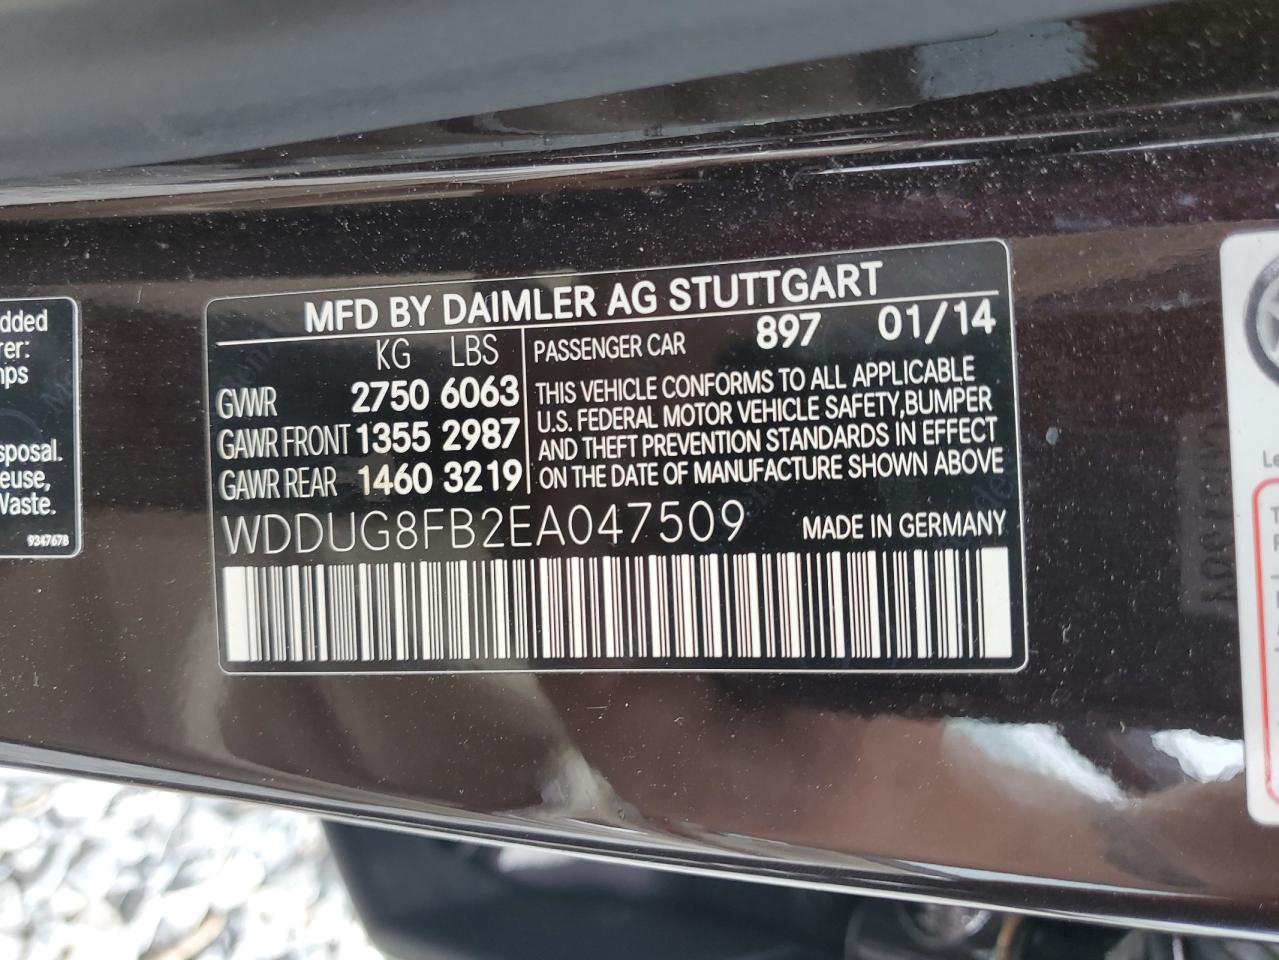 MFD BY DAIMLER AG STUTTGART
KG LBS
GVWR 2750 6063
GAWR FRONT 1355 2987
GAWR REAR 1460 3219
PASSENGER CAR 897 01/14
THIS VEHICLE CONFORMS TO ALL APPLICABLE
U.S. FEDERAL MOTOR VEHICLE SAFETY,BUMPER
AND THEFT PREVENTION STANDARDS IN EFFECT
ON THE DATE OF MANUFACTURE SHOWN ABOVE
WDDUG8FB2EA047509 MADE IN GERMANY
dded
rer:
sposal.
euse,
Waste.
9347678
Le